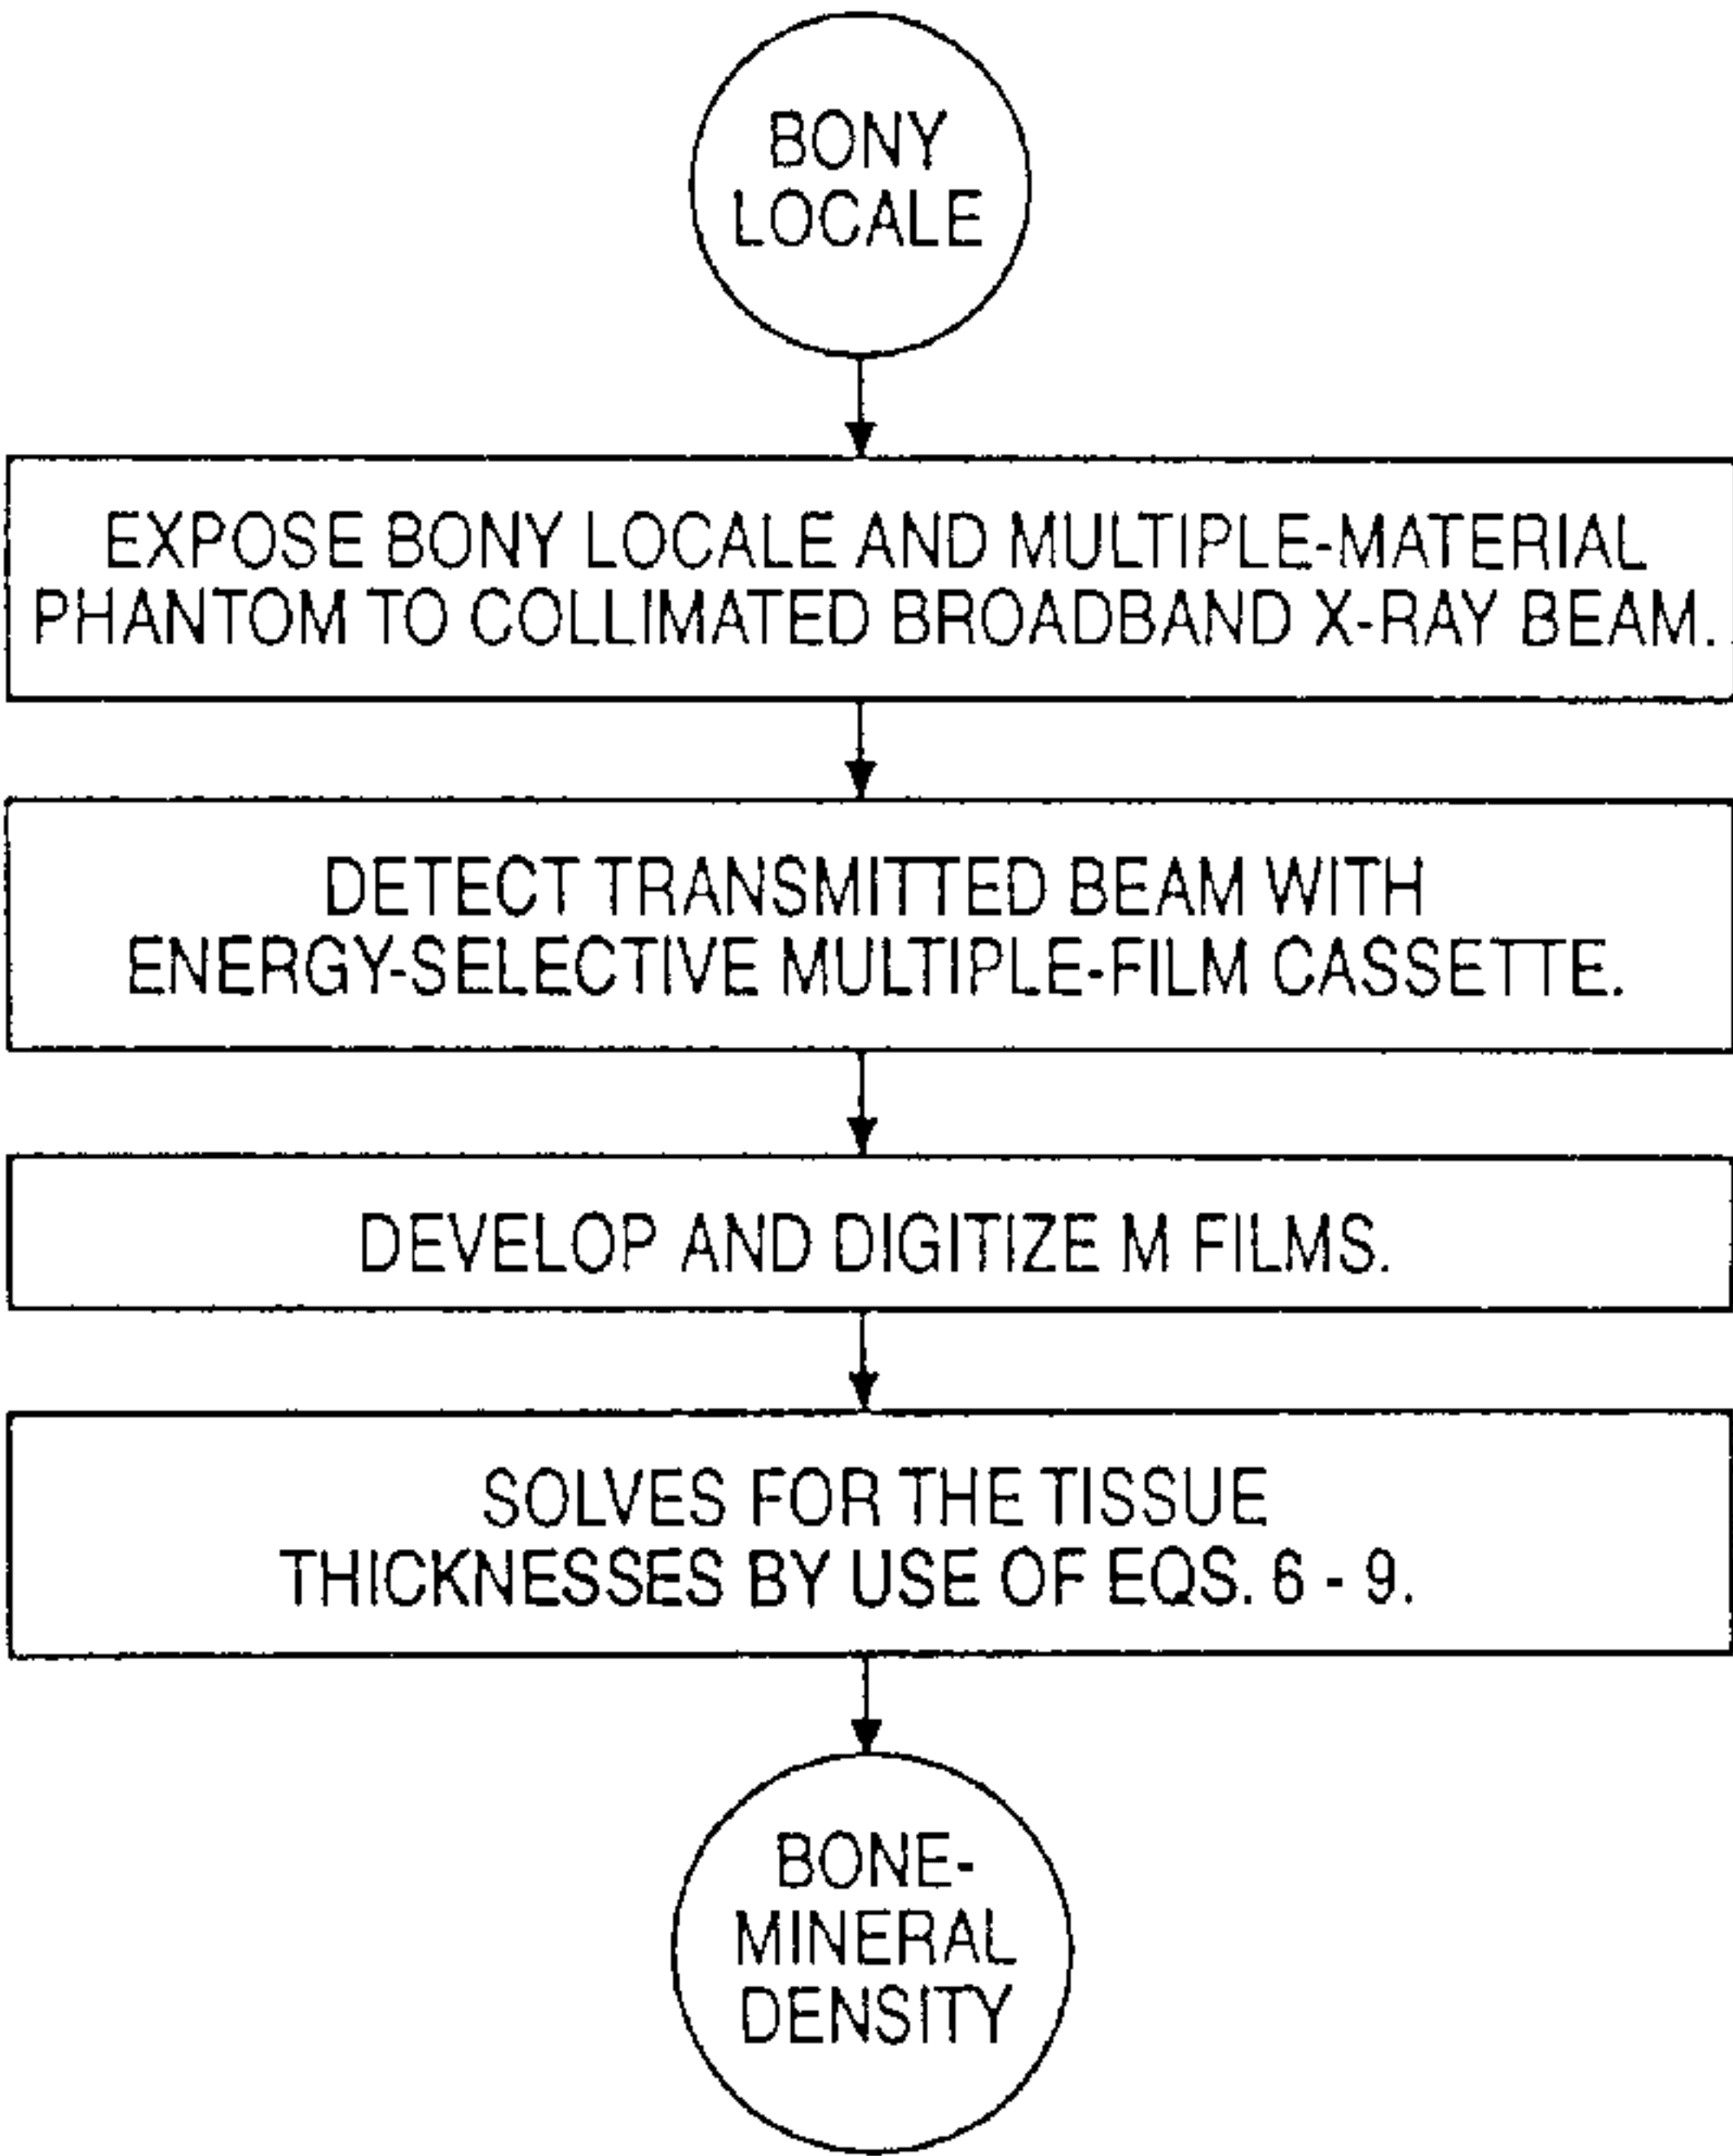 BONY
LOCALE
EXPOSE BONY LOCALE AND MULTIPLE-MATERIAL
PHANTOM TO COLLIMATED BROADBAND X-RAY BEAM.
DETECT TRANSMITTED BEAM WITH
ENERGY-SELECTIVE MULTIPLE-FILM CASSETTE.
DEVELOP AND DIGITIZE M FILMS.
SOLVES FOR THE TISSUE
THICKNESSES BY USE OF EQS. 6 - 9.
BONE-
MINERAL
DENSITY